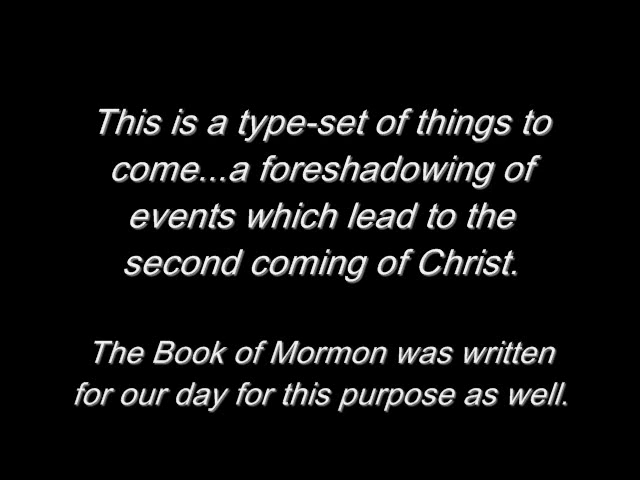 This is a type-set of things to
come...a foreshadowing of
events which lead to the
second coming of Christ.
The Book of Mormon was written
for our day for this purpose as well.